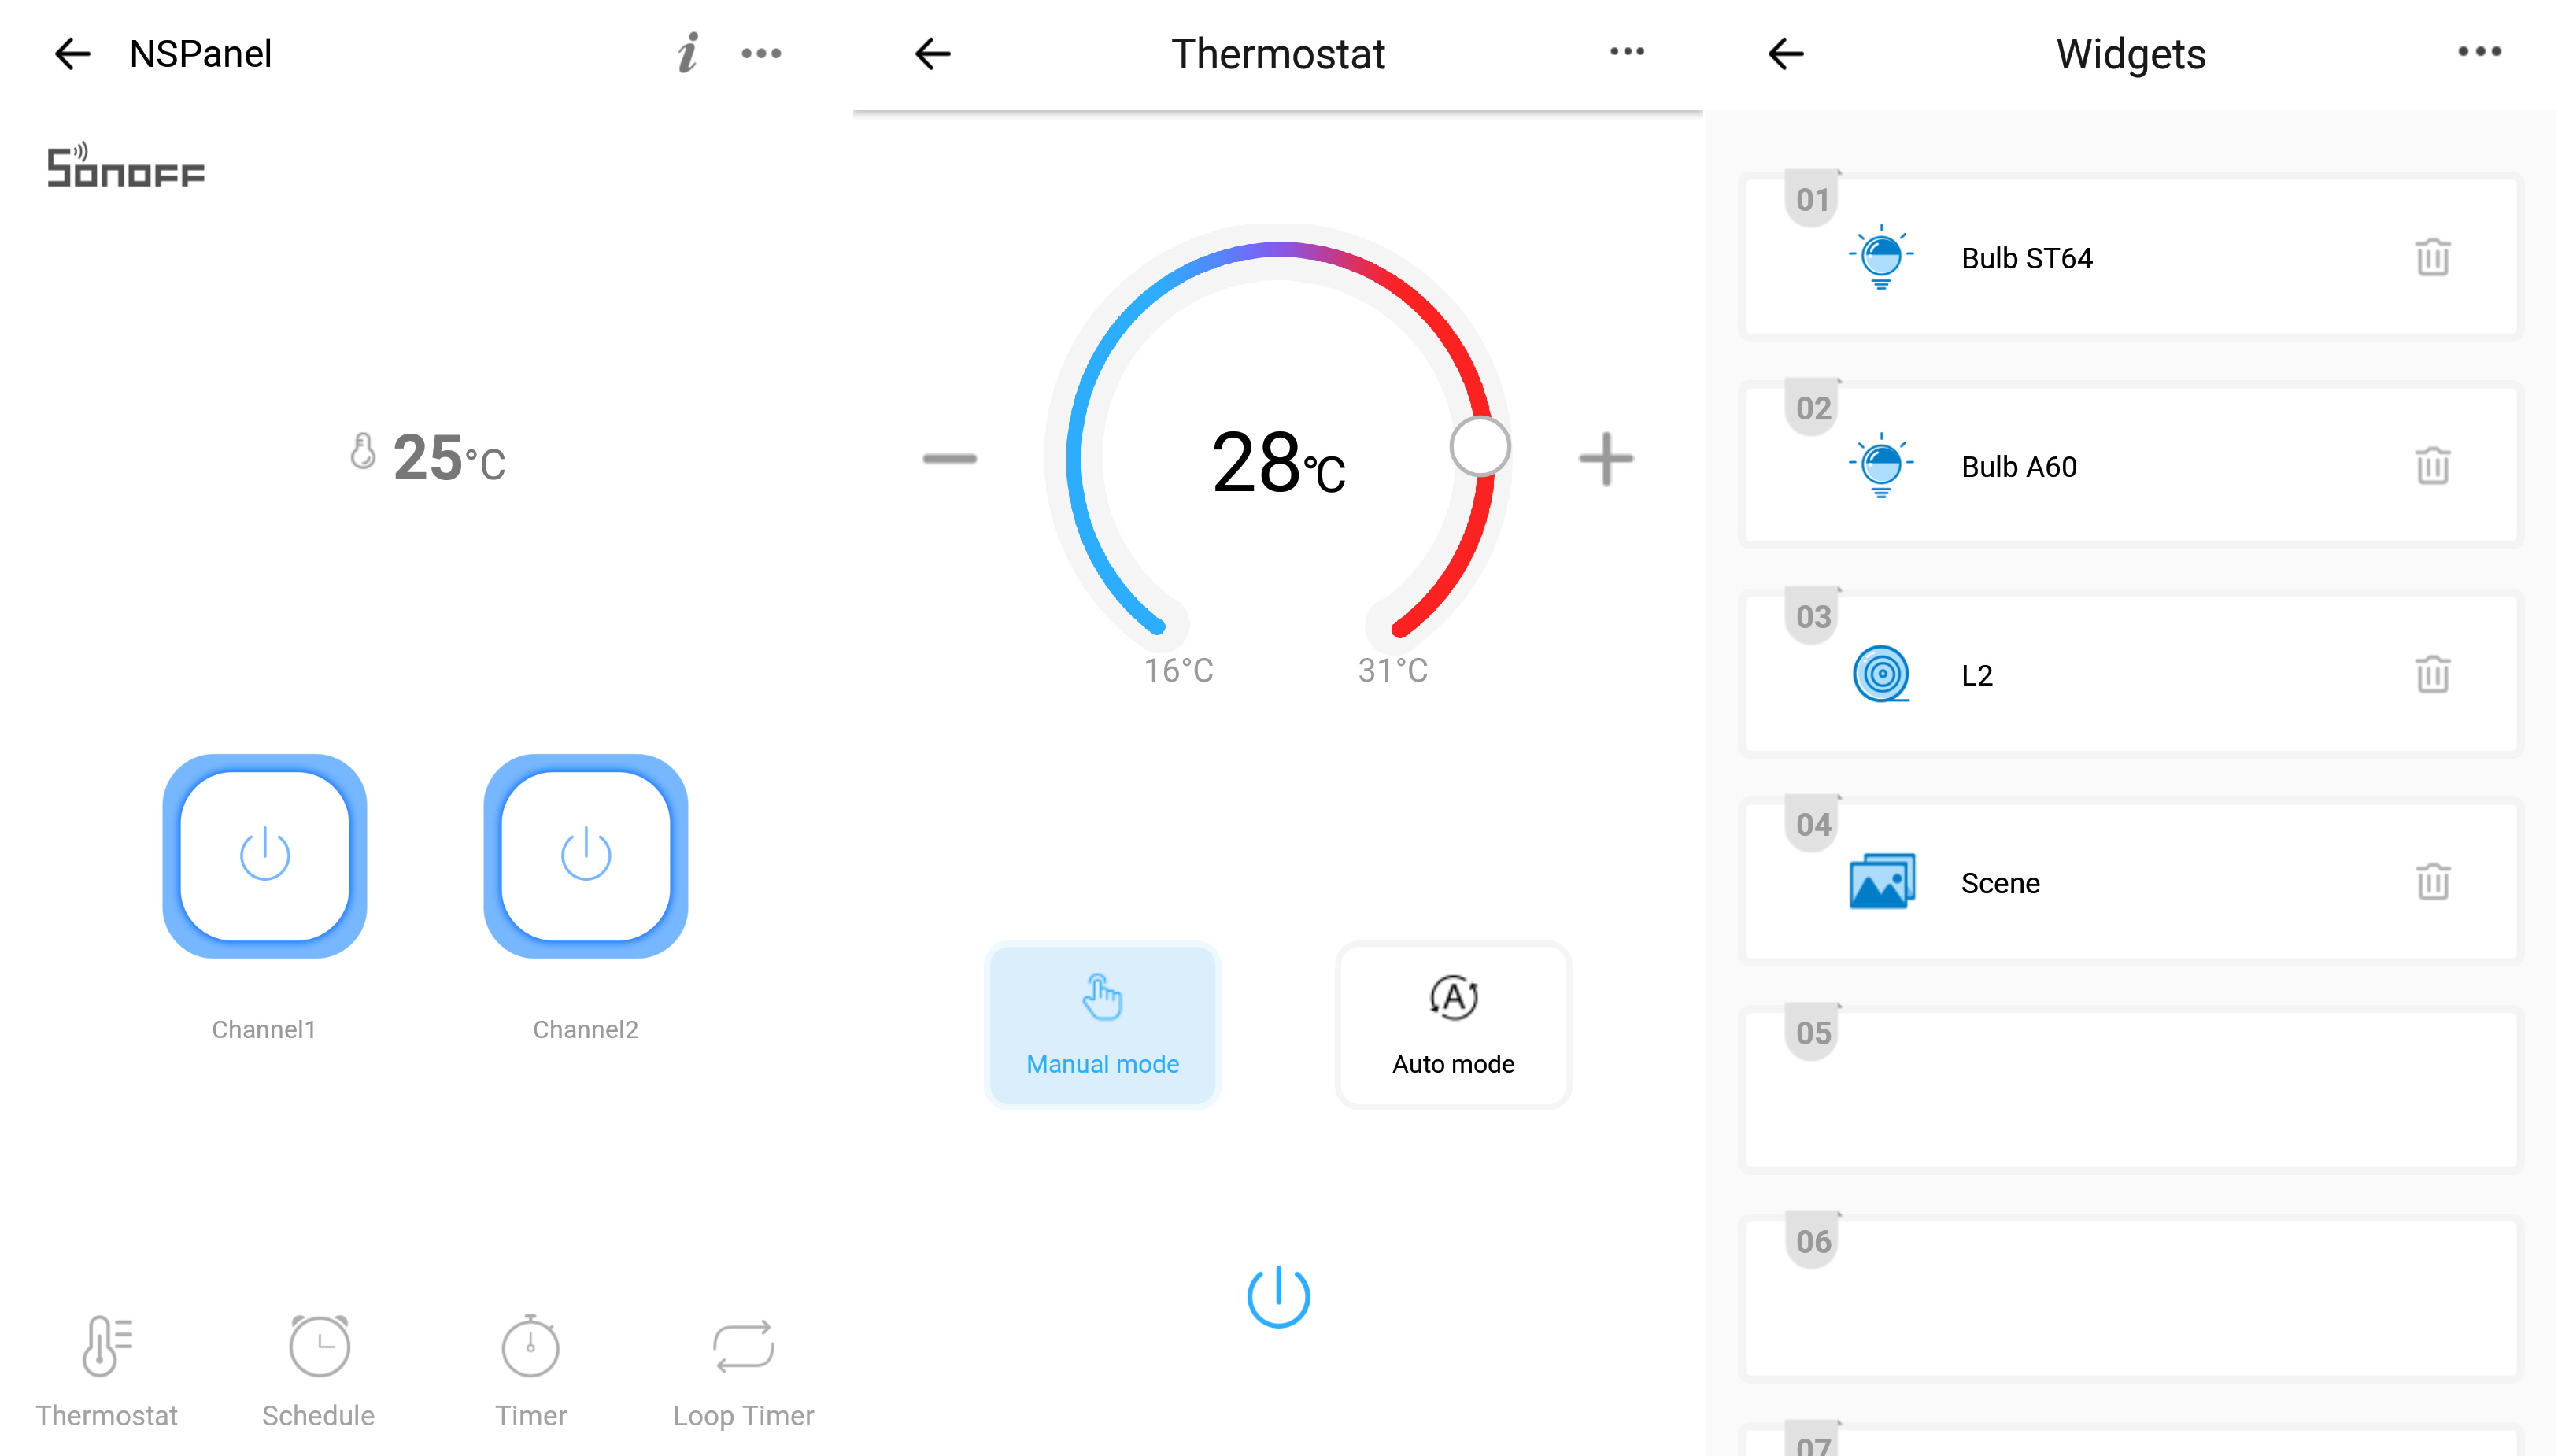 NSPanel
SONOFF
25°C
Channel1
Channel2
Thermostat
Schedule
Timer
Loop Timer
Thermostat
28°C
16°C
31°C
Manual mode
A
Auto mode
Widgets
01
Bulb ST64
02
Bulb A60
03
L2
04
Scene
05
06
07